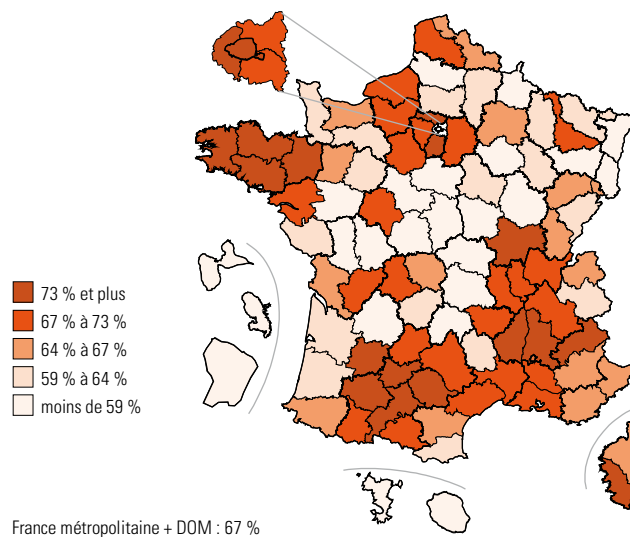 73 % et plus
67 % à 73 %
64 % à 67 %
59 % à 64 %
moins de 59 %
France métropolitaine + DOM : 67 %